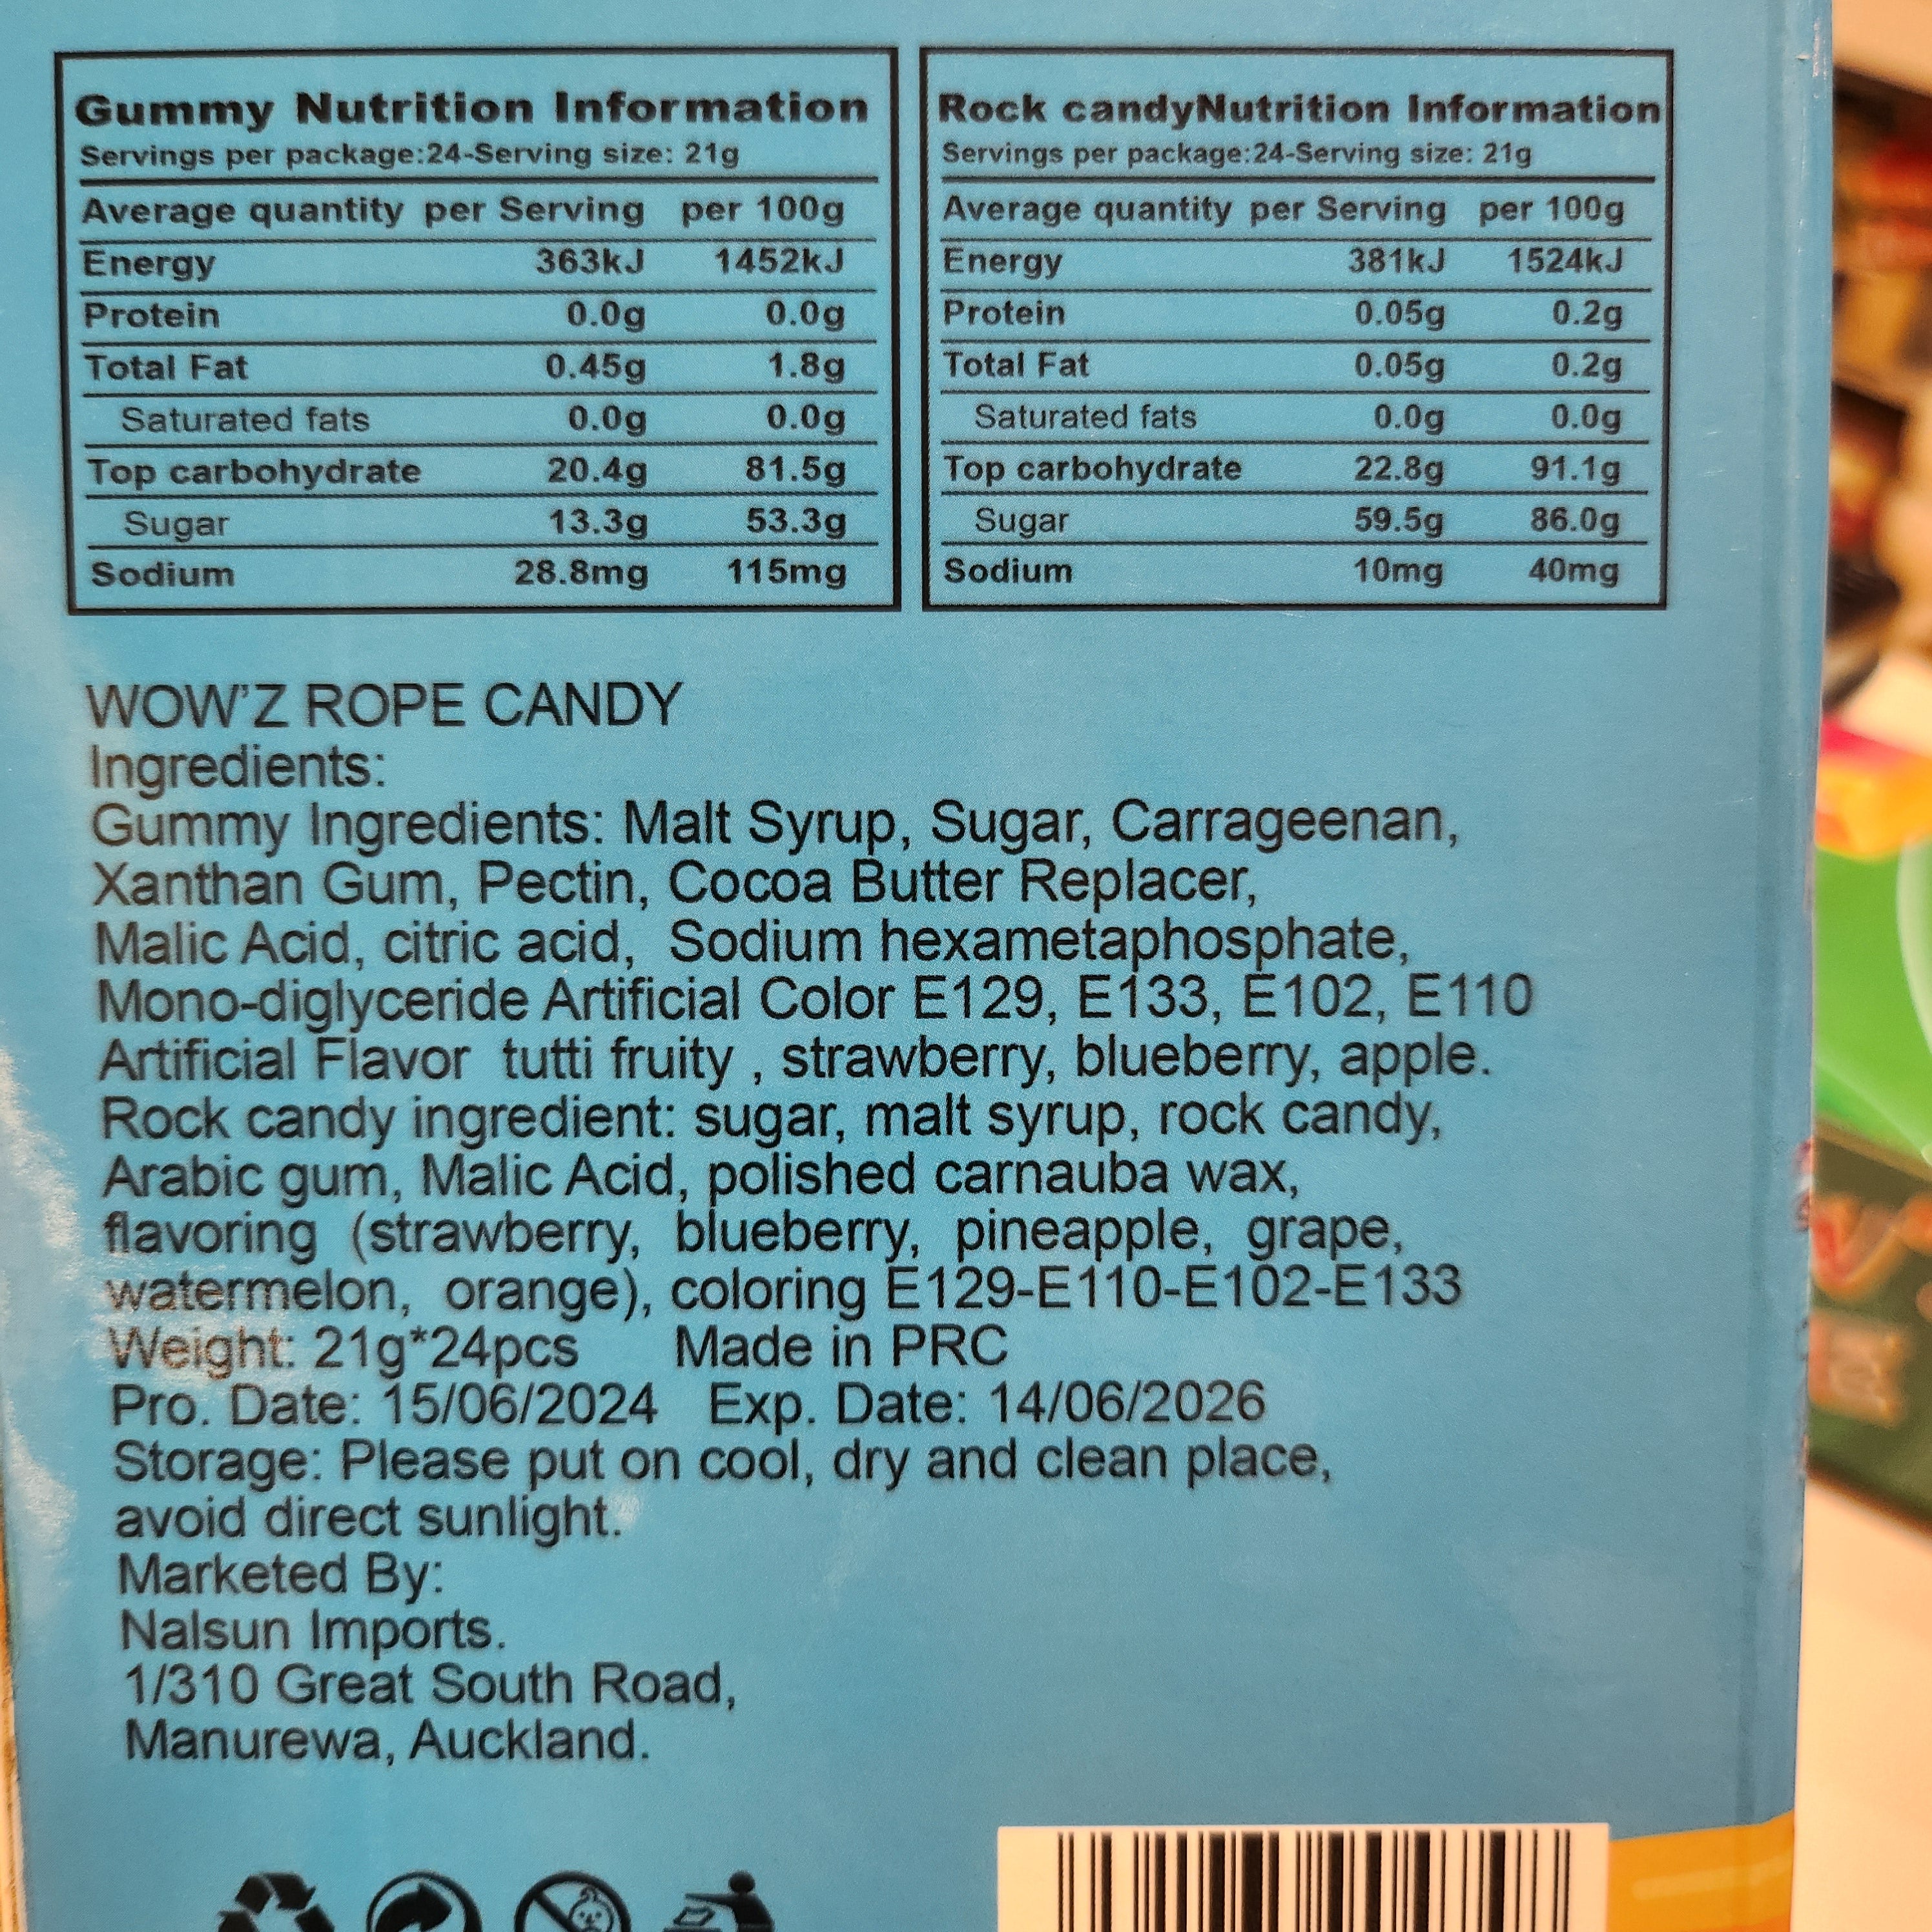 Gummy Nutrition Information
Servings per package:24-Serving size: 21g
Average quantity per Serving per 100g
Energy 363kJ 1452kJ
Protein 0.0g 0.0g
Total Fat 0.45g 1.8g
Saturated fats 0.0g 0.0g
Top carbohydrate 20.4g 81.5g
Sugar 13.3g 53.3g
Sodium 28.8mg 115mg
Rock candyNutrition Information
Servings per package:24-Serving size: 21g
Average quantity per Serving per 100g
Energy 381kJ 1524kJ
Protein 0.05g 0.2g
Total Fat 0.05g 0.2g
Saturated fats 0.0g 0.0g
Top carbohydrate 22.8g 91.1g
Sugar 59.5g 86.0g
Sodium 10mg 40mg
WOW'Z ROPE CANDY
Ingredients:
Gummy Ingredients: Malt Syrup, Sugar, Carrageenan,
Xanthan Gum, Pectin, Cocoa Butter Replacer,
Malic Acid, citric acid, Sodium hexametaphosphate,
Mono-diglyceride Artificial Color E129, E133, E102, E110
Artificial Flavor tutti fruity , strawberry, blueberry, apple.
Rock candy ingredient: sugar, malt syrup, rock candy,
Arabic gum, Malic Acid, polished carnauba wax,
flavoring (strawberry, blueberry, pineapple, grape,
watermelon, orange), coloring E129-E110-E102-E133
Weight: 21g*24pcs Made in PRC
Pro. Date: 15/06/2024 Exp. Date: 14/06/2026
Storage: Please put on cool, dry and clean place,
avoid direct sunlight.
Marketed By:
Nalsun Imports.
1/310 Great South Road,
Manurewa, Auckland.